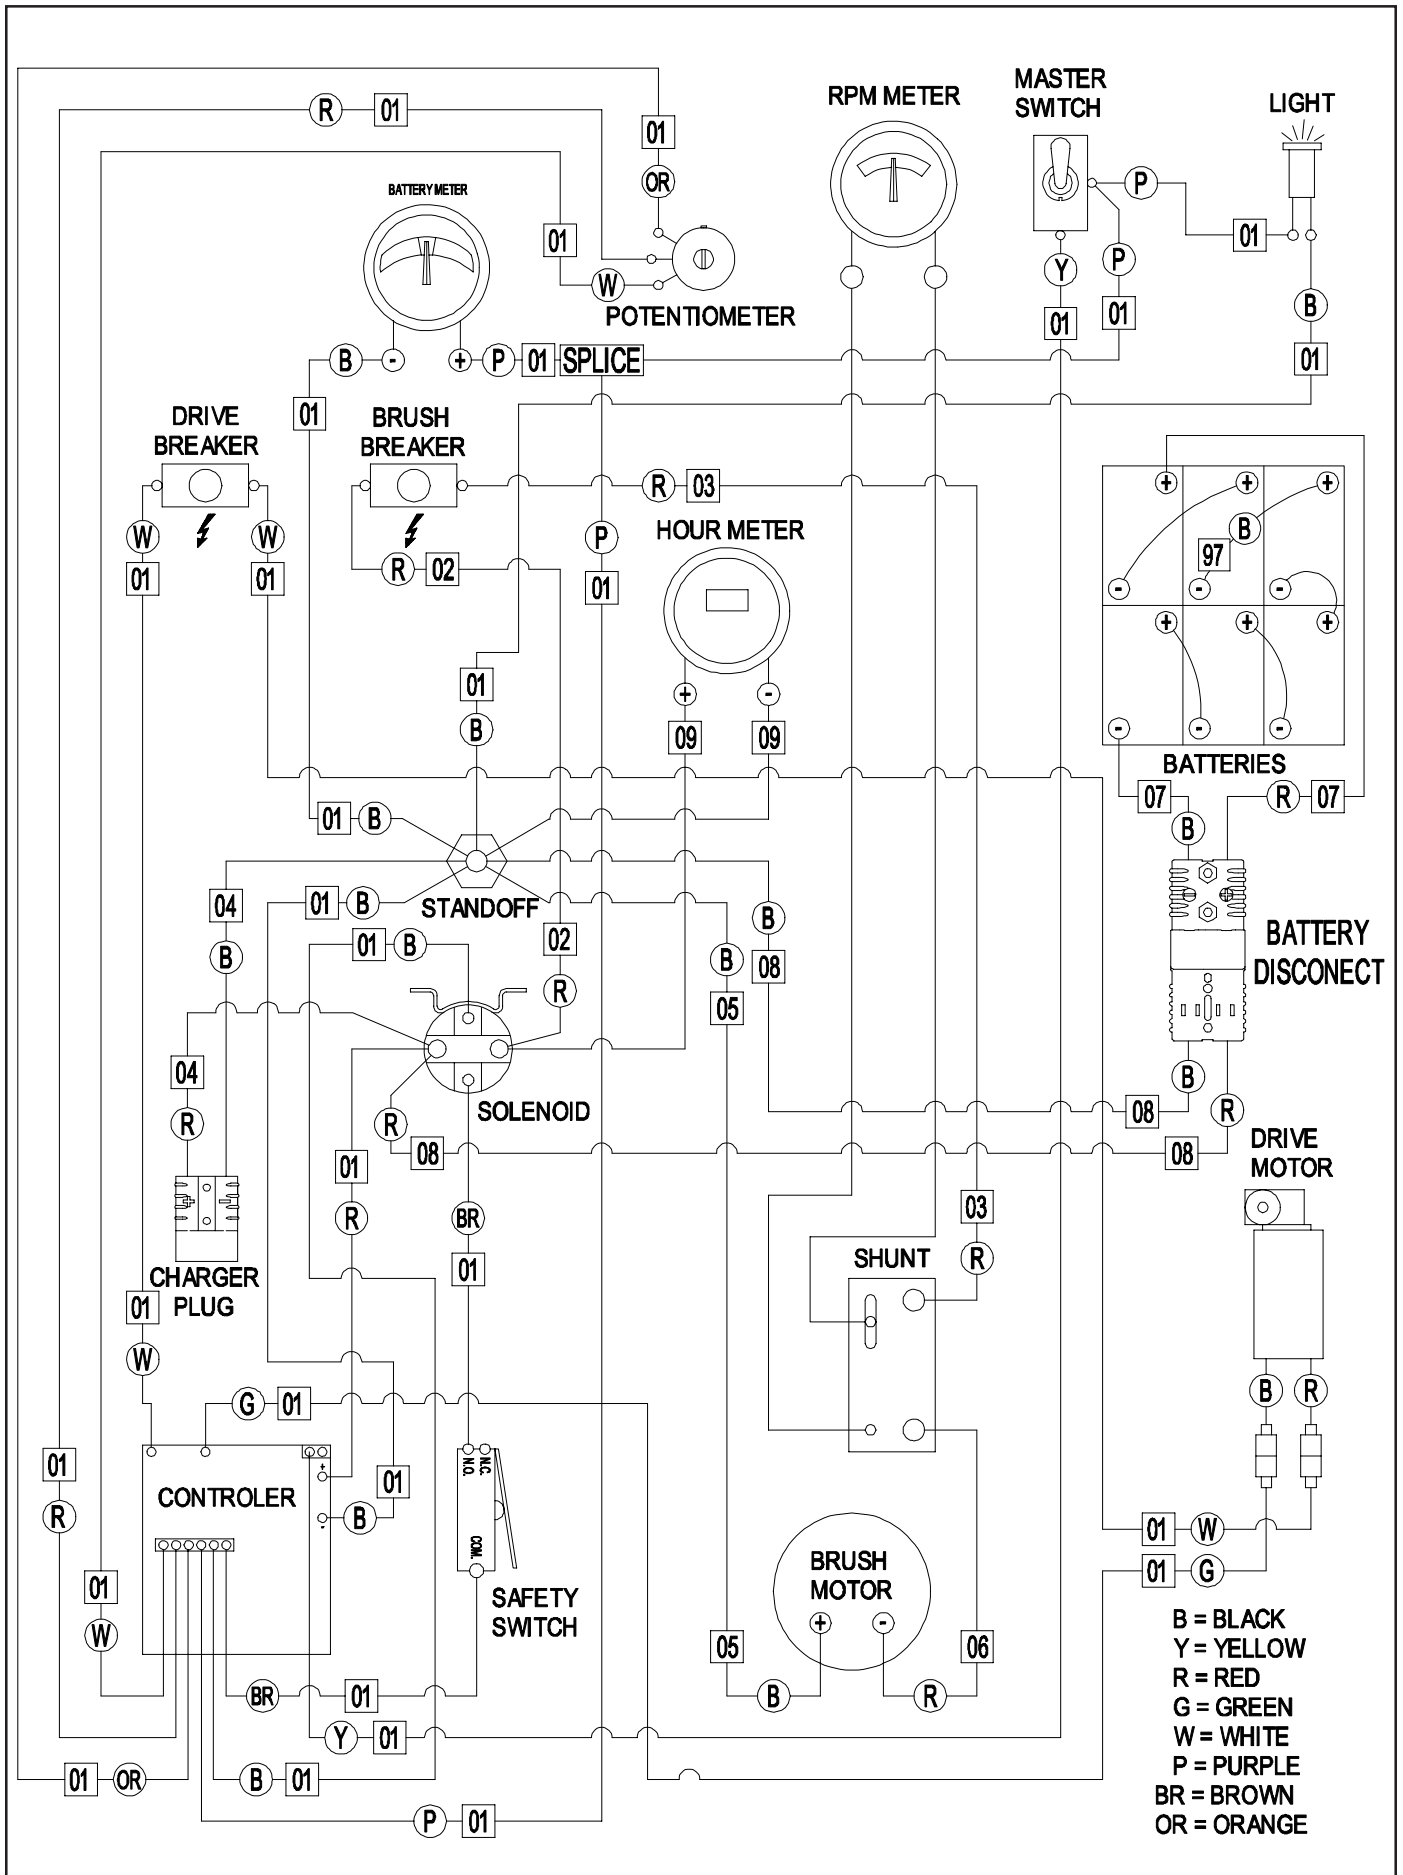 RPM METER
MASTER
SWITCH
LIGHT
R
01
01
BATTERY METER
OR
01
P
01
W
Y
P
B
POTENTIOMETER
01
01
B
-
+
P
01
SPLICE
01
01
DRIVE
BREAKER
BRUSH
BREAKER
R
03
+
+
+
W
W
P
HOUR METER
B
97
01
01
R
02
01
-
-
-
+
+
+
01
+
-
B
09
09
-
-
-
BATTERIES
07
R
07
01
B
B
STANDOFF
04
01
B
B
BATTERY
DISCONECT
01
B
02
B
B
08
R
05
04
B
SOLENOID
R
R
08
R
01
08
08
DRIVE
MOTOR
R
BR
03
SHUNT
R
01
CHARGER
PLUG
01
W
G
01
B
R
N.O.
N.C.
01
+
01
CONTROLER
R
B
-
COM.
01
W
BRUSH
MOTOR
01
G
01
SAFETY
SWITCH
+
-
W
05
06
BR
01
B
R
Y
01
01
OR
B
01
P
01
B = BLACK
Y = YELLOW
R = RED
G = GREEN
W = WHITE
P = PURPLE
BR = BROWN
OR = ORANGE